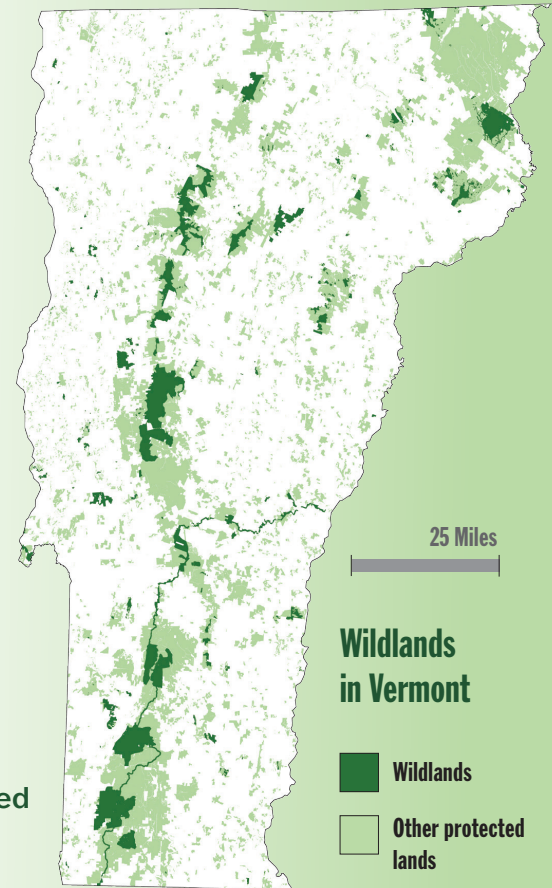 25 Miles
Wildlands
in Vermont
Wildlands
ed
Other protected
lands